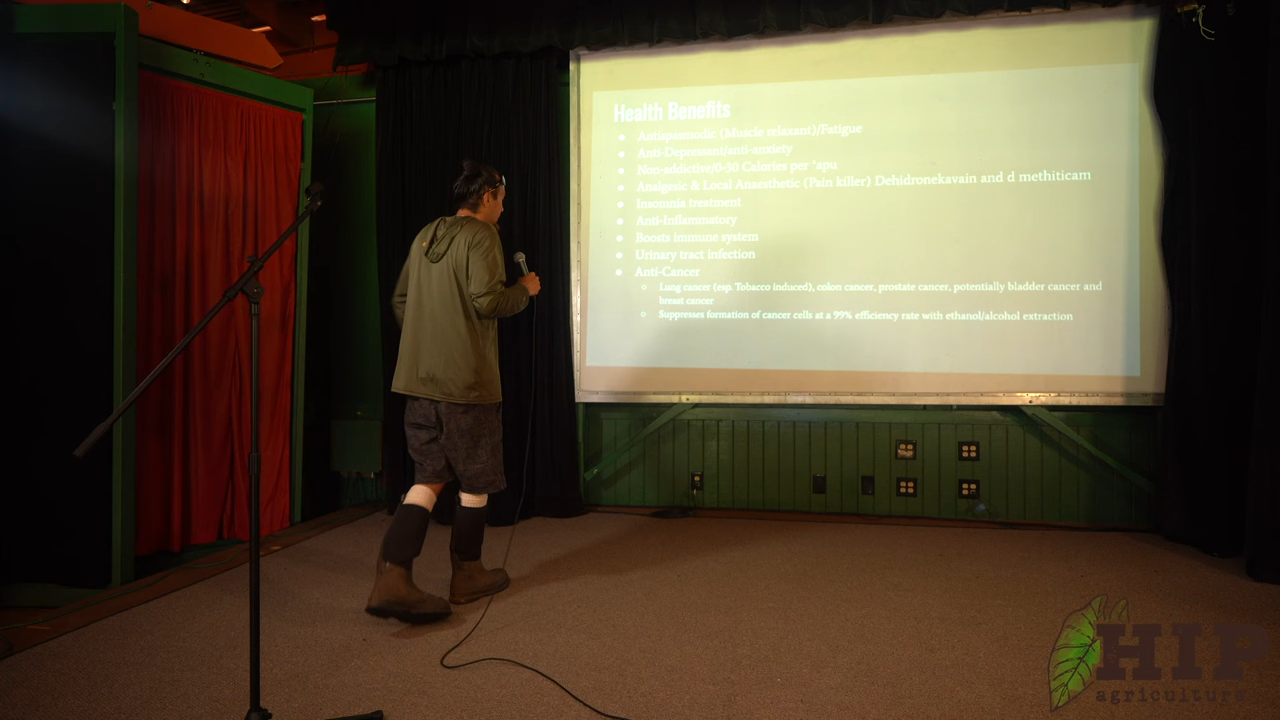 Health Benefits
● Antispasmodic (Muscle relaxant)/Fatigue
● Anti-Depressant/anti-anxiety
● Non-addictive/0-30 Calories per 'apu
● Analgesic & Local Anaesthetic (Pain killer) Dehidronekavain and d methiticam
● Insomnia treatment
● Anti-Inflammatory
● Boosts immune system
● Urinary tract infection
● Anti-Cancer
○ Lung cancer (esp. Tobacco induced), colon cancer, prostate cancer, potentially bladder cancer and
breast cancer
○ Suppresses formation of cancer cells at a 99% efficiency rate with ethanol/alcohol extraction
HIP
agriculture